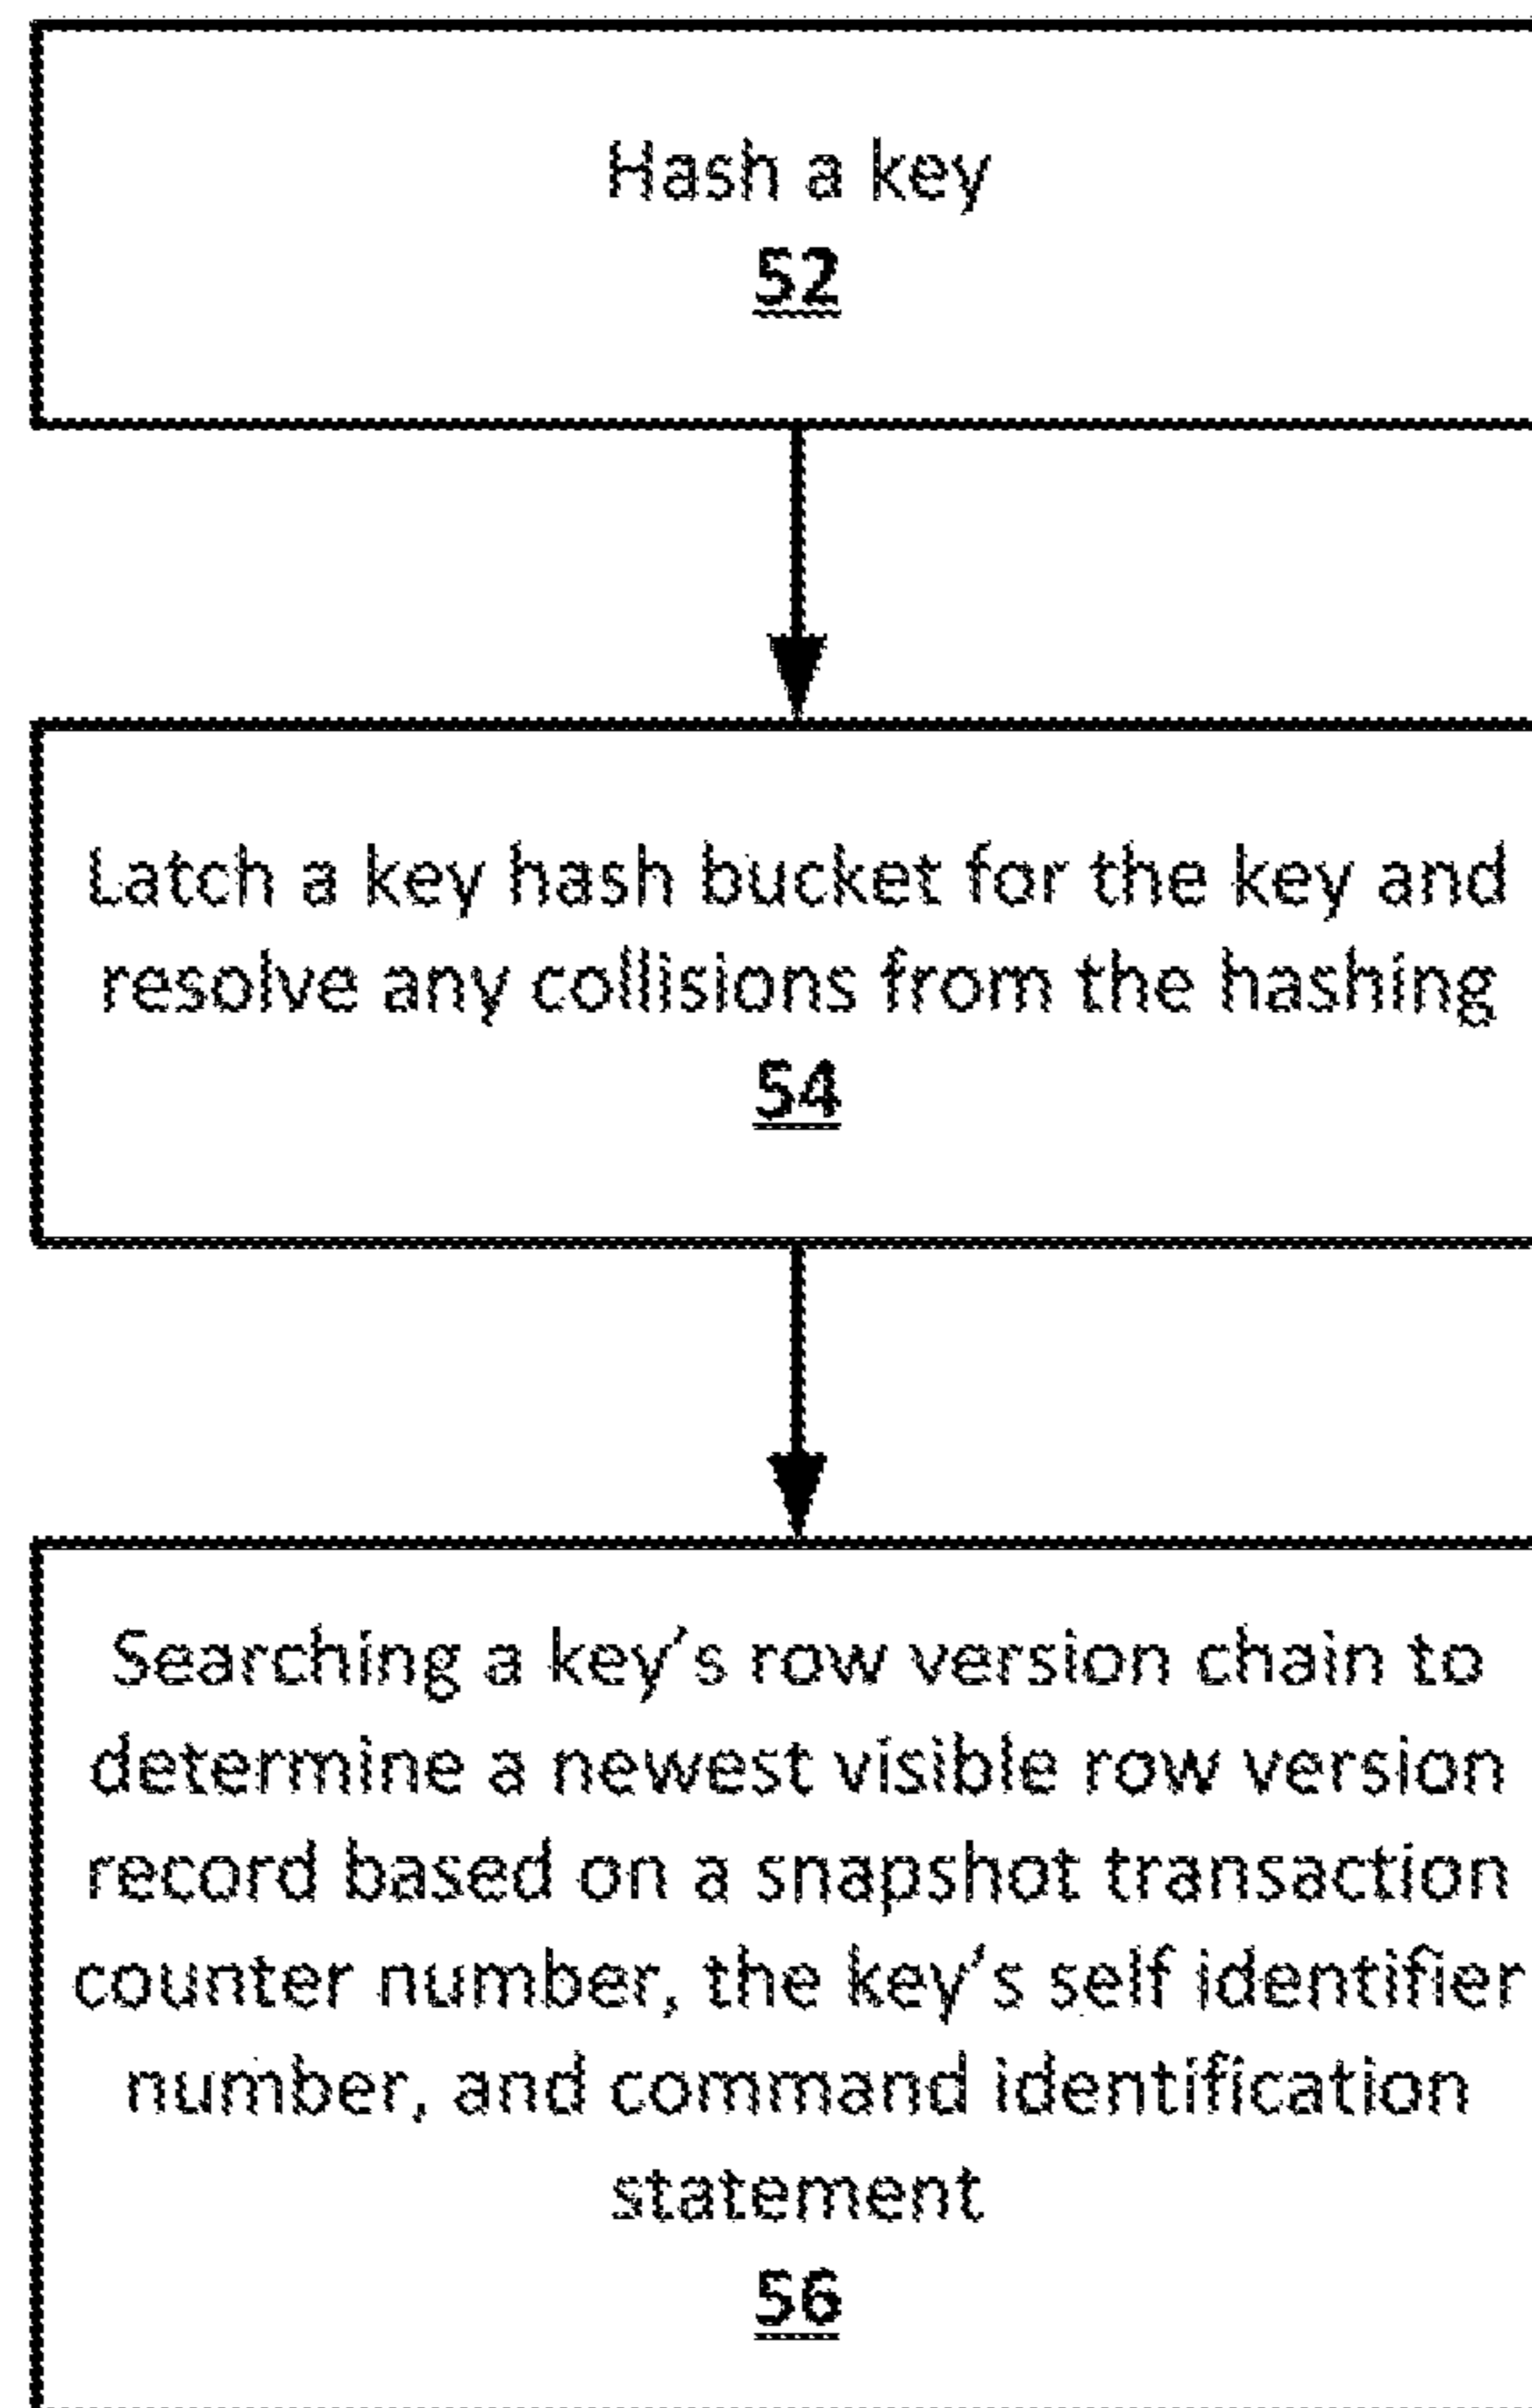 Hash a key
52
Latch a key hash bucket for the key and
resolve any collisions from the hashing
54
Searching a key's row version chain to
determine a newest visible row version
record based on a snapshot transaction
counter number, the key's self identifier
number, and command identification
statement
56